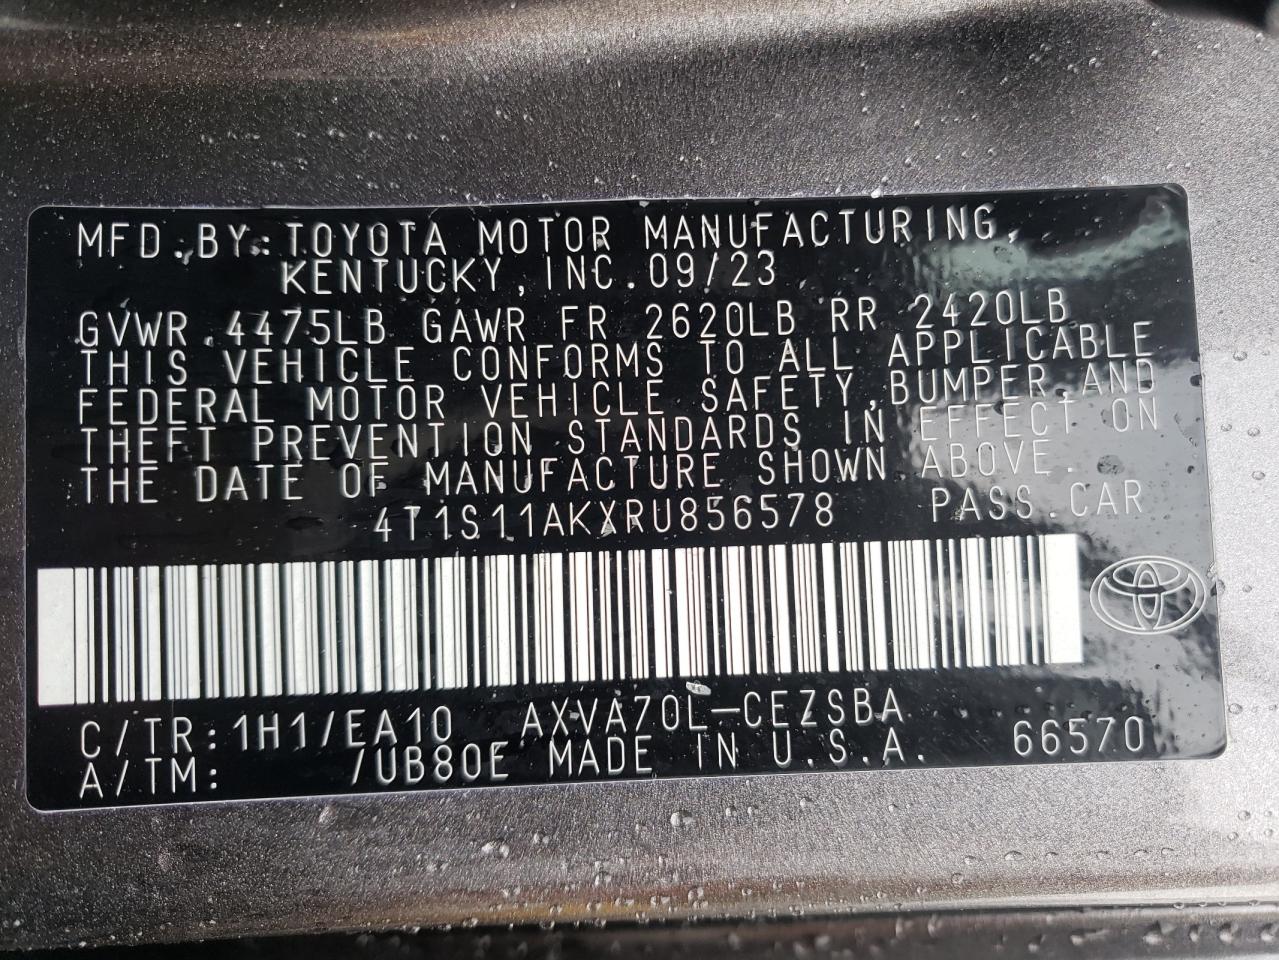 MFD.BY:TOYOTA MOTOR MANUFACTURING,
KENTUCKY,INC.09/23
GVWR 4475LB GAWR FR 2620LB RR 2420LB
THIS VEHICLE CONFORMS TO ALL APPLICABLE
FEDERAL MOTOR VEHICLE SAFETY,BUMPER,AND
THEFT PREVENTION STANDARDS IN EFFECT ON
THE DATE OF MANUFACTURE SHOWN ABOVE.
4T1S11AKXRU856578 PASS.CAR
C/TR:1H1/EA10 AXVA70L-CEZSBA
A/TM: /UB80E MADE IN U.S.A. 66570